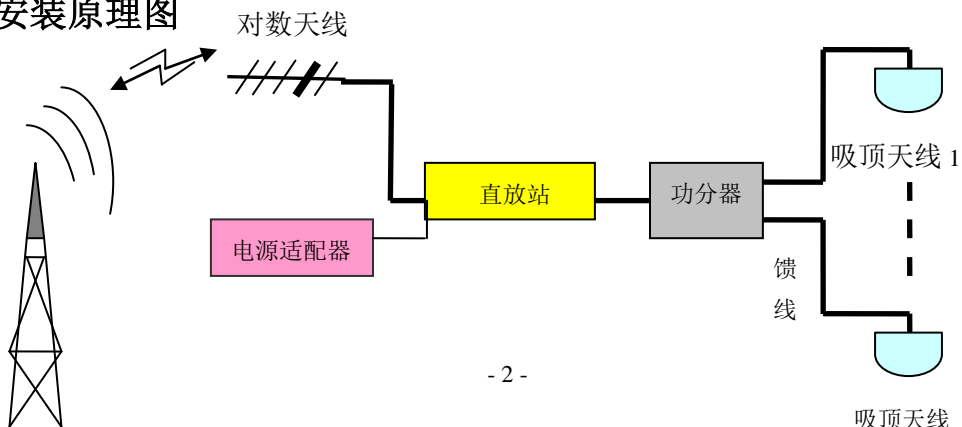 安装原理图
对数天线
吸顶天线 1
直放站
功分器
电源适配器
馈
线
- 2 -
吸顶天线